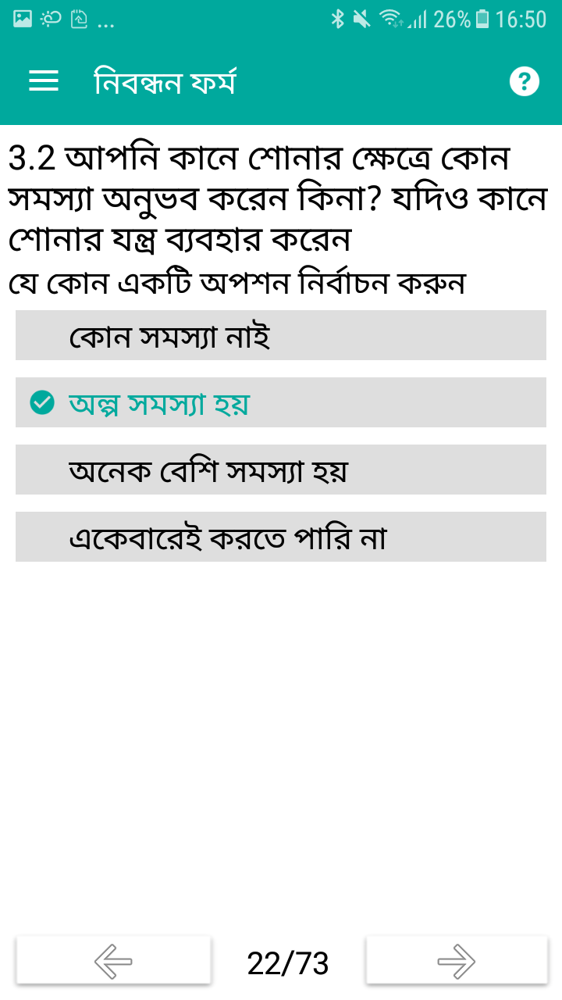 ... 26% 16:50
নিবন্ধন ফর্ম ?
3.2 আপনি কানে শোনার ক্ষেত্রে কোন
সমস্যা অনুভব করেন কিনা? যদিও কানে
শোনার যন্ত্র ব্যবহার করেন
যে কোন একটি অপশন নির্বাচন করুন
কোন সমস্যা নাই
অল্প সমস্যা হয়
অনেক বেশি সমস্যা হয়
একেবারেই করতে পারি না
22/73